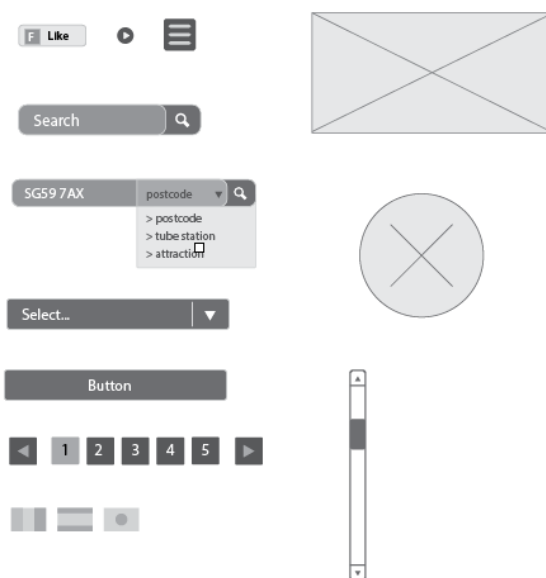 F Like
Search
SG59 7AX postcode
> postcode
> tube station
> attraction
Select...
Button
1 2 3 4 5